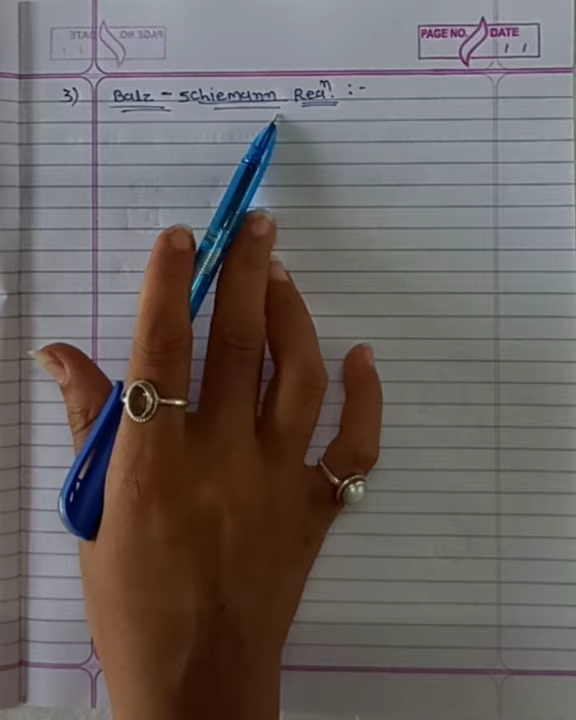 PAGE NO. DATE
3) Balz - Schiemann Reaⁿ. :-